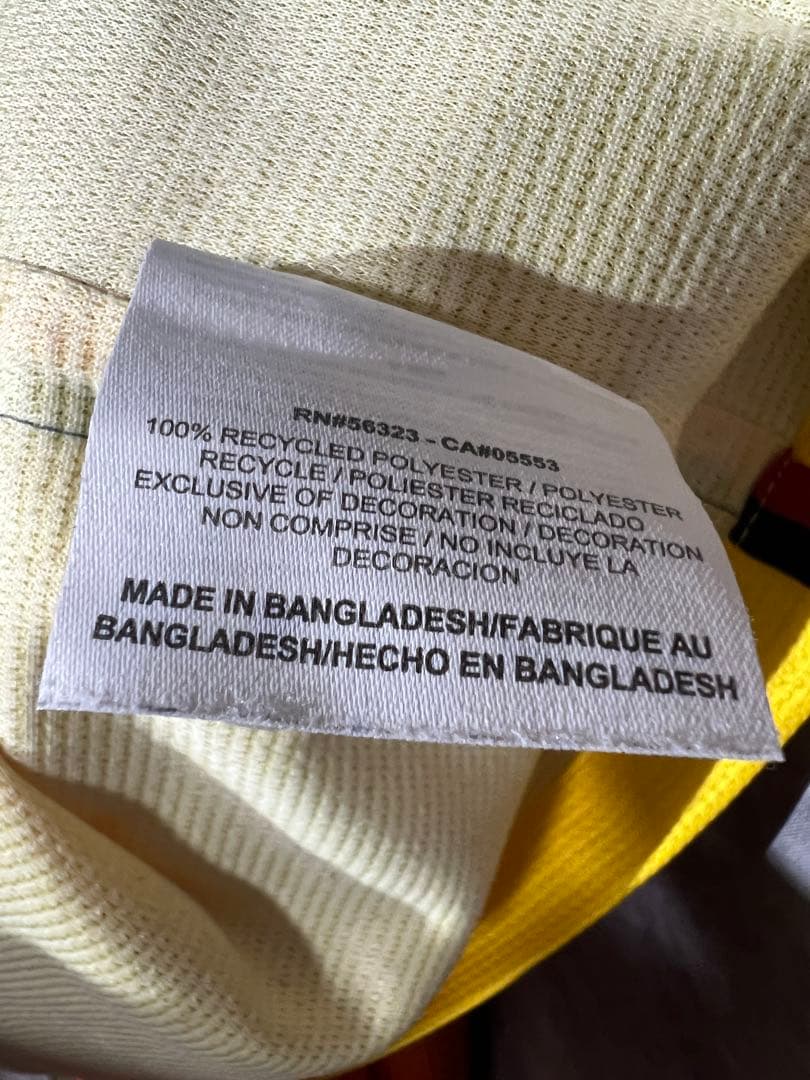 RN#56323 - CA#05553
100% RECYCLED POLYESTER / POLYESTER
RECYCLE / POLIESTER RECICLADO
EXCLUSIVE OF DECORATION / DECORATION
NON COMPRISE / NO INCLUYE LA
DECORACION
MADE IN BANGLADESH/FABRIQUE AU
BANGLADESH/HECHO EN BANGLADESH